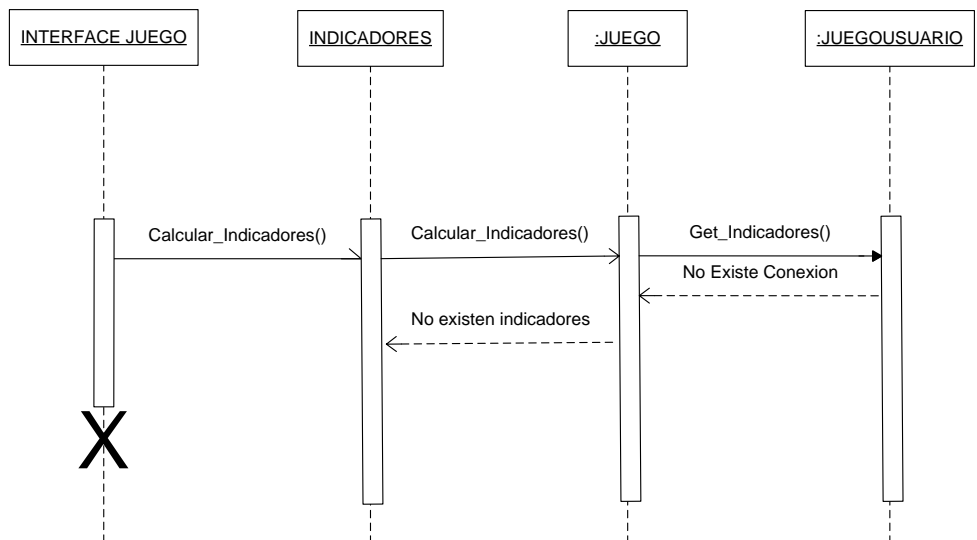 INTERFACE JUEGO
INDICADORES
:JUEGO
:JUEGOUSUARIO
Calcular_Indicadores()
Calcular_Indicadores()
Get_Indicadores()
No Existe Conexion
No existen indicadores
X